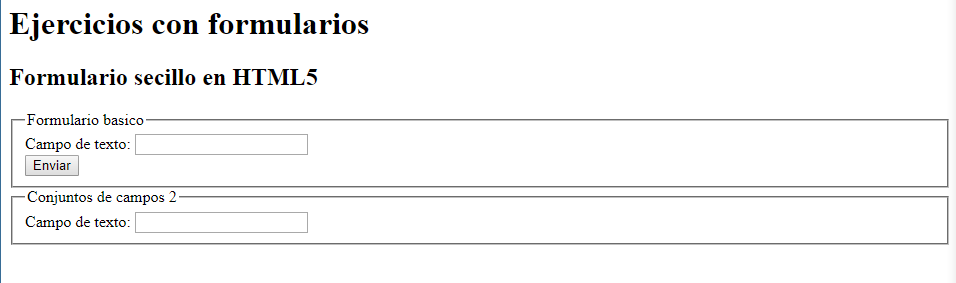 Ejercicios con formularios
Formulario secillo en HTML5
Formulario basico
Campo de texto:
Enviar
Conjuntos de campos 2
Campo de texto: